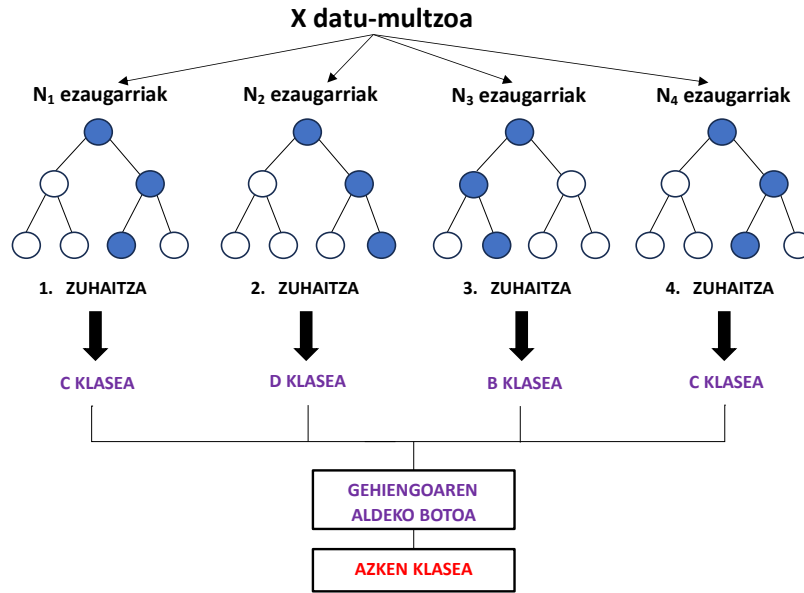 X datu-multzoa
N₁ ezaugarriak
N₂ ezaugarriak
N₃ ezaugarriak
N₄ ezaugarriak
1. ZUHAITZA
2. ZUHAITZA
3. ZUHAITZA
4. ZUHAITZA
C KLASEA
D KLASEA
B KLASEA
C KLASEA
GEHIENGOAREN
ALDEKO BOTOA
AZKEN KLASEA